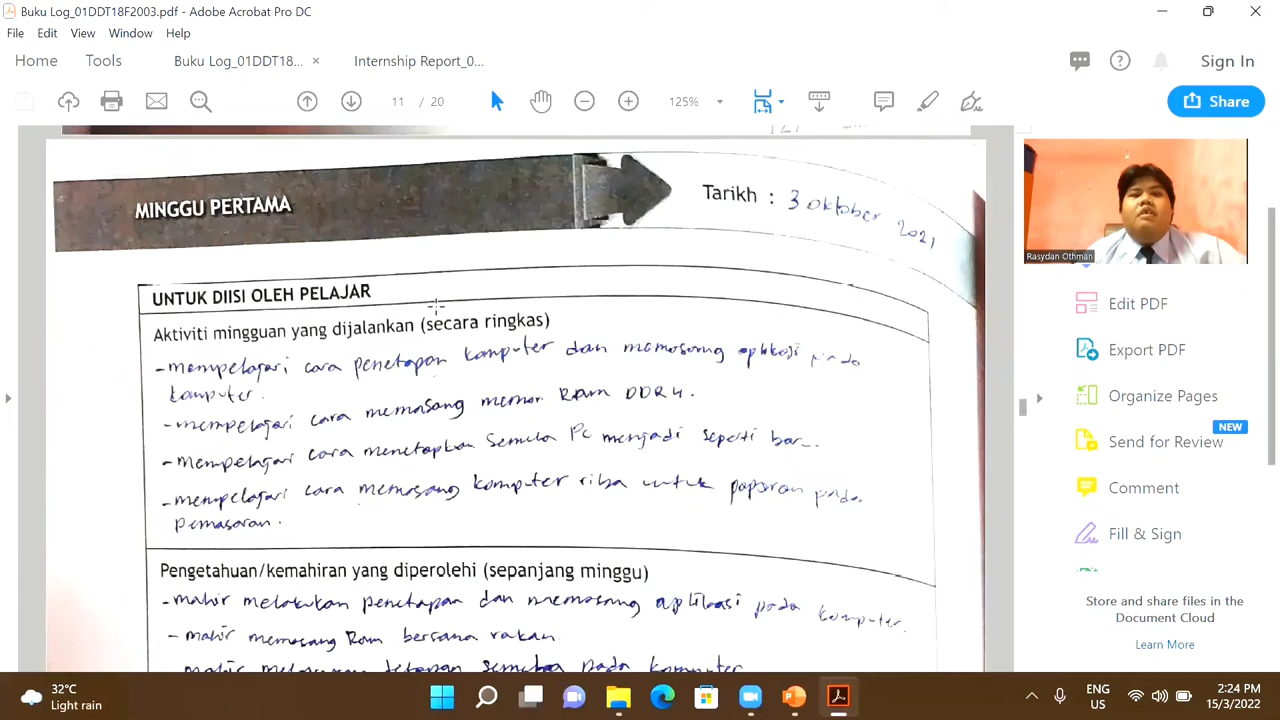 Buku Log_01DDT18F2003.pdf - Adobe Acrobat Pro DC
File Edit View Window Help
Home Tools Buku Log_01DDT18... × Internship Report_0... Sign In
11 / 20 125% Share
MINGGU PERTAMA
Tarikh : 3 oktober 2021
UNTUK DIISI OLEH PELAJAR
Aktiviti mingguan yang dijalankan (secara ringkas)
- mempelajari cara penetapan komputer dan memasang aplikasi pada
komputer.
- mempelajari cara memasang memori Ram DDR4.
- mempelajari cara menetapkan semula PC menjadi seperti
- mempelajari cara memasang komputer riba untuk paparan pada
pemasaran.
Pengetahuan/kemahiran yang diperolehi (sepanjang minggu)
- mahir melakukan penetapan dan memasang aplikasi pada komputer.
- mahir memasang Ram bersama rakan.
- mahir tetapan semula pada komputer
Rasydan Othman
Edit PDF
Export PDF
Organize Pages
NEW
Send for Review
Comment
Fill & Sign
Store and share files in the
Document Cloud
Learn More
32°C
Light rain
ENG
US
2:24 PM
15/3/2022